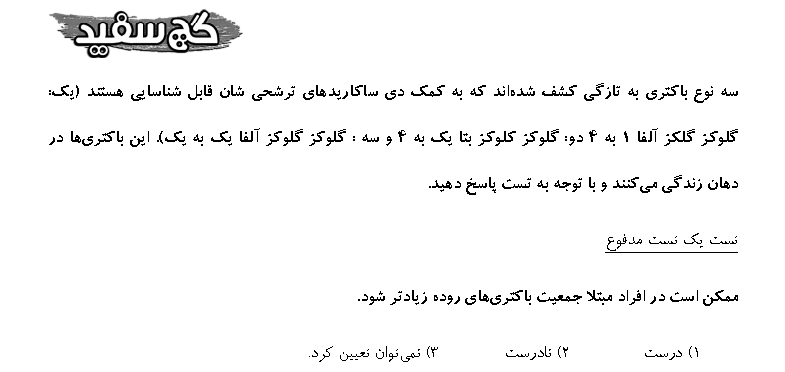 گچ سفید
سه نوع باکتری به تازگی کشف شده‌اند که به کمک دی ساکاریدهای ترشحی شان قابل شناسایی هستند (یک:
گلوکز گلکز آلفا ۱ به ۴ دو: گلوکز کلوکز بتا یک به ۴ و سه : گلوکز گلوکز آلفا یک به یک). این باکتری‌ها در
دهان زندگی می‌کنند و با توجه به تست پاسخ دهید.
تست یک تست مدفوع
ممکن است در افراد مبتلا جمعیت باکتری‌های روده زیادتر شود.
۱) درست ۲) نادرست ۳) نمی‌توان تعیین کرد.